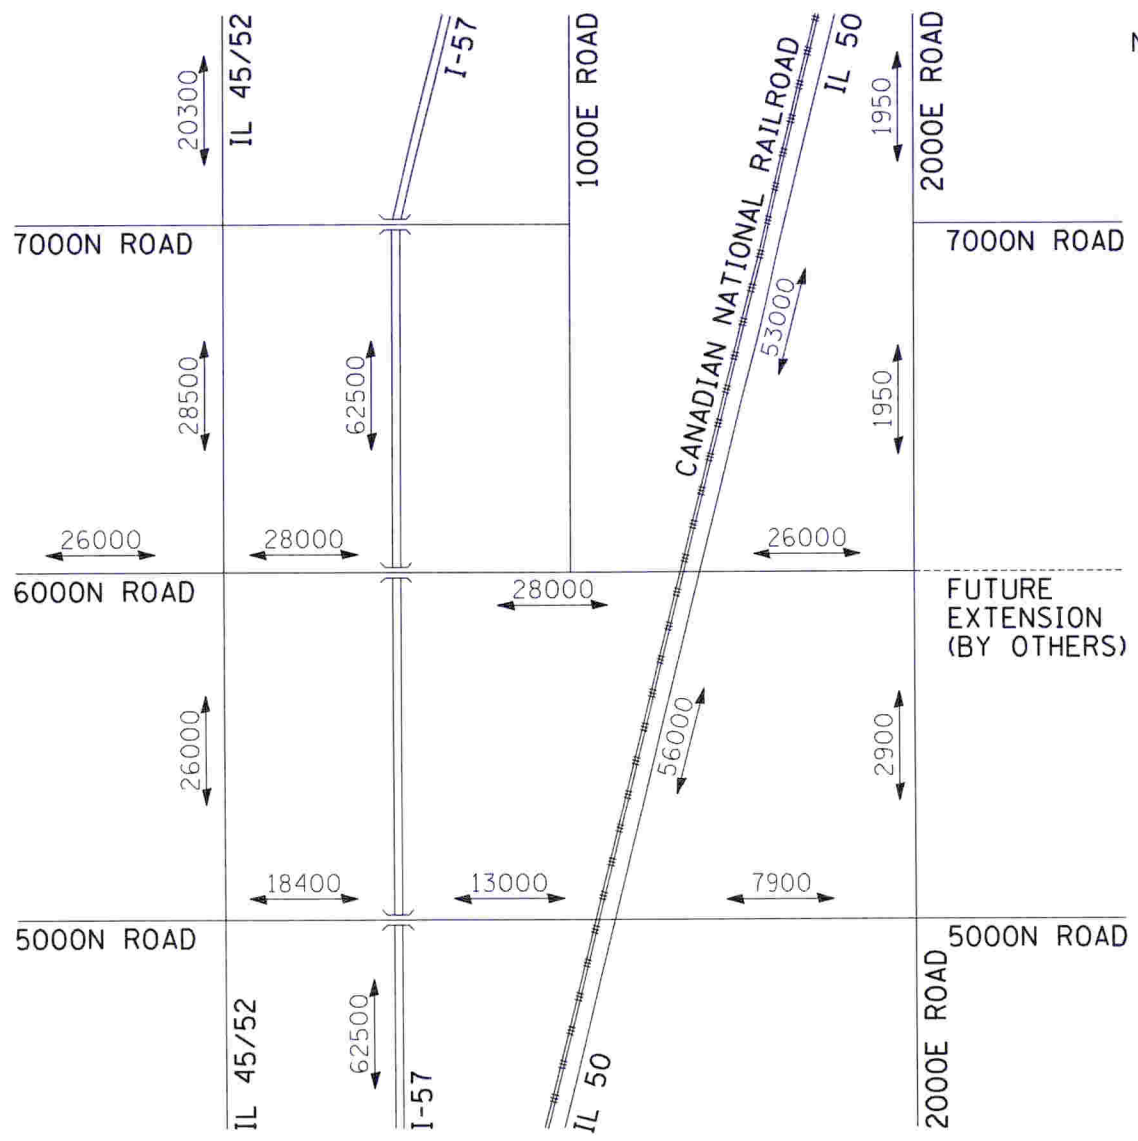 IL 45/52
I-57
1000E ROAD
CANADIAN NATIONAL RAILROAD
IL 50
2000E ROAD
N
20300
1950
7000N ROAD
7000N ROAD
53000
28500
62500
1950
26000
28000
26000
6000N ROAD
28000
FUTURE
EXTENSION
(BY OTHERS)
26000
56000
2900
18400
13000
7900
5000N ROAD
5000N ROAD
62500
IL 45/52
I-57
IL 50
2000E ROAD